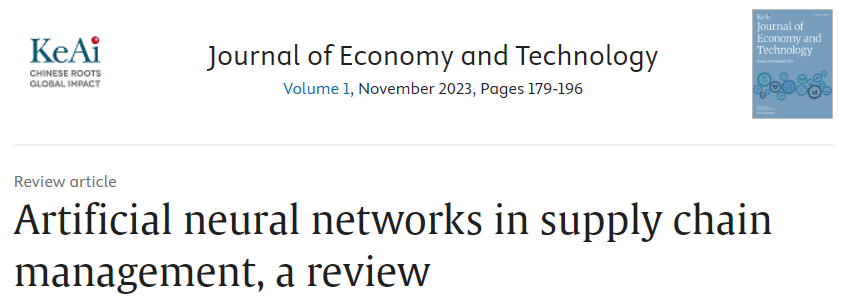 KeAi
CHINESE ROOTS
GLOBAL IMPACT
Journal of Economy and Technology
Volume 1, November 2023, Pages 179-196
KeAi
Journal of
Economy and
Technology
Review article
Artificial neural networks in supply chain
management, a review